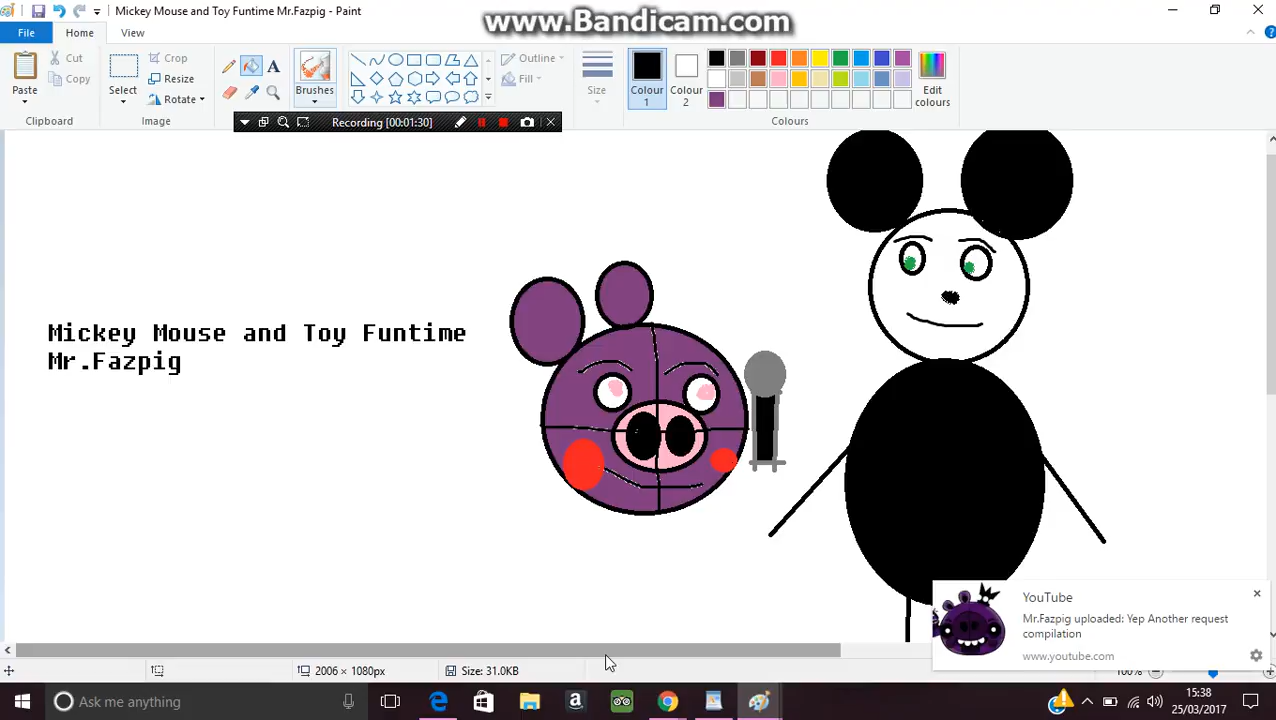 Mickey Mouse and Toy Funtime Mr.Fazpig - Paint
www.Bandicam.com
File
Home
View
Paste
Cut
Copy
Clipboard
Select
Crop
Resize
Rotate
Image
Brushes
Outline
Fill
Size
Colour 1
Colour 2
Edit colours
Colours
Recording [00:01:30]
Mickey Mouse and Toy Funtime
Mr.Fazpig
YouTube
Mr.Fazpig uploaded: Yep Another request
compilation
www.youtube.com
2006 × 1080px
Size: 31.0KB
100%
Ask me anything
15:38
25/03/2017